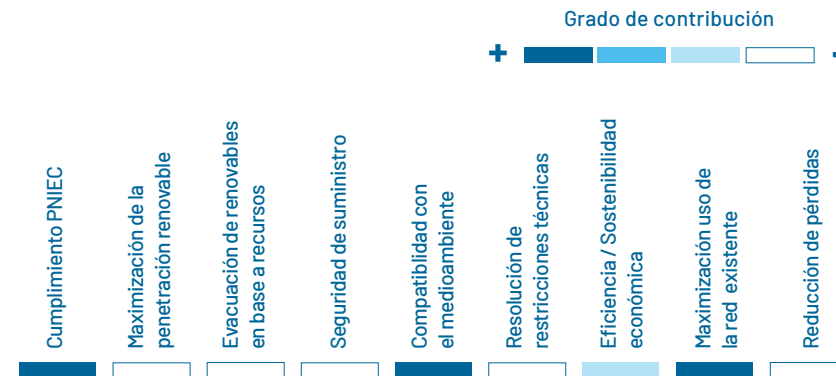 Grado de contribución
+
Cumplimiento PNIEC
Maximización de la
penetración renovable
Evacuación de renovables
en base a recursos
Seguridad de suministro
Compatiblidad con
el medioambiente
Resolución de
restricciones técnicas
Eficiencia / Sostenibilidad
económica
Maximización uso de
la red existente
Reducción de pérdidas